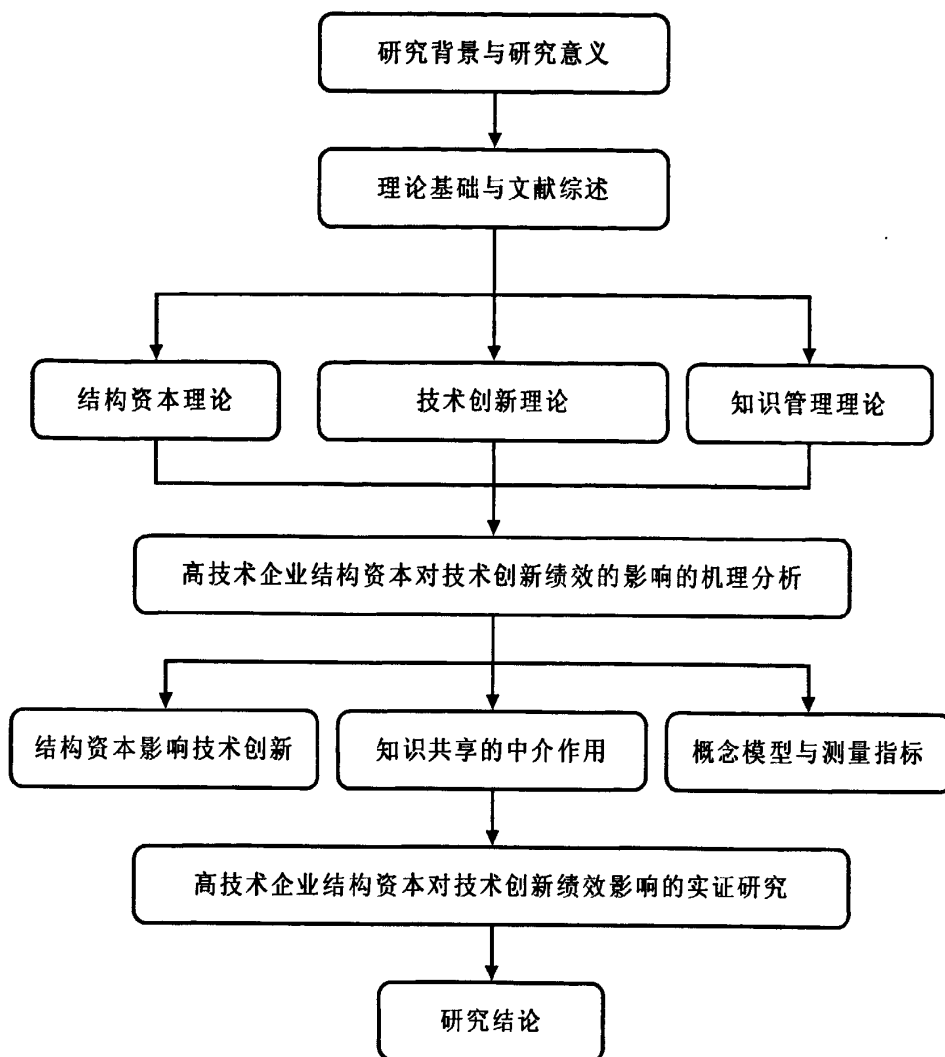 研究背景与研究意义
理论基础与文献综述
结构资本理论
技术创新理论
知识管理理论
高技术企业结构资本对技术创新绩效的影响的机理分析
结构资本影响技术创新
知识共享的中介作用
概念模型与测量指标
高技术企业结构资本对技术创新绩效影响的实证研究
研究结论